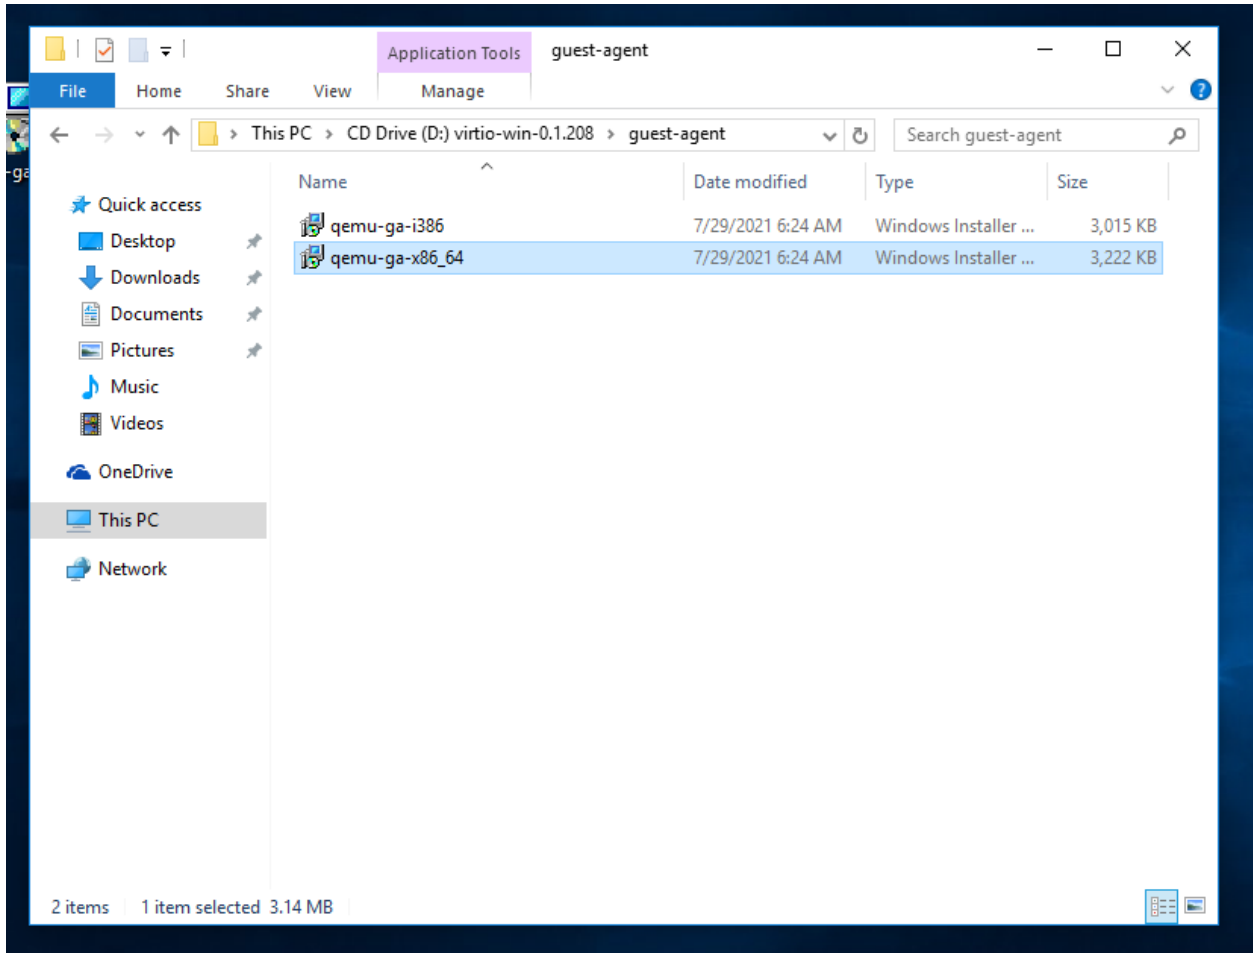 Application Tools guest-agent
File Home Share View Manage
This PC > CD Drive (D:) virtio-win-0.1.208 > guest-agent Search guest-agent
-ga
Name Date modified Type Size
Quick access
Desktop
Downloads
Documents
Pictures
Music
Videos
OneDrive
This PC
Network
qemu-ga-i386 7/29/2021 6:24 AM Windows Installer ... 3,015 KB
qemu-ga-x86_64 7/29/2021 6:24 AM Windows Installer ... 3,222 KB
2 items 1 item selected 3.14 MB